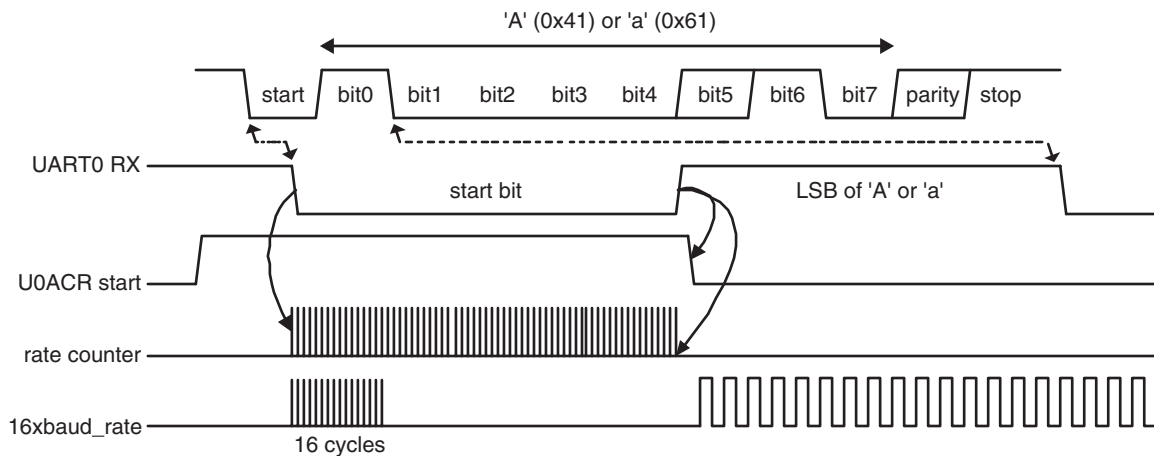 'A' (0x41) or 'a' (0x61)
start bit0 bit1 bit2 bit3 bit4 bit5 bit6 bit7 parity stop
UART0 RX
start bit LSB of 'A' or 'a'
U0ACR start
rate counter
16xbaud_rate
16 cycles